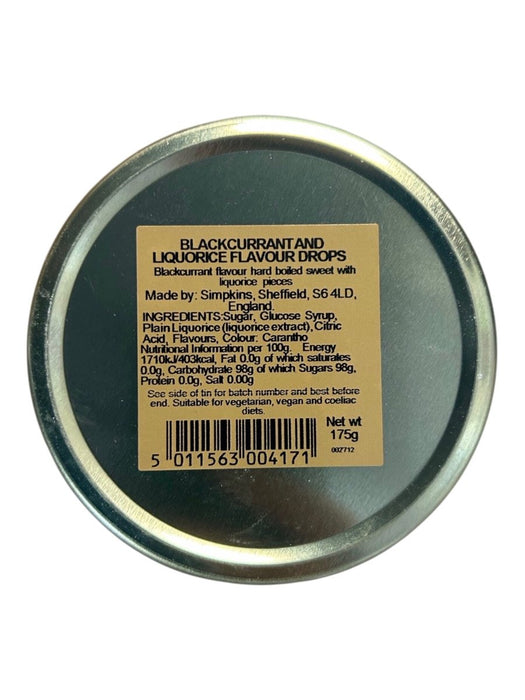 BLACKCURRANT AND
LIQUORICE FLAVOUR DROPS
Blackcurrant flavour hard boiled sweet with
liquorice pieces
Made by: Simpkins, Sheffield, S6 4LD,
England.
INGREDIENTS:Sugar, Glucose Syrup,
Plain Liquorice (liquorice extract), Citric
Acid, Flavours, Colour: Carantho
Nutritional Information per 100g. Energy
1710kJ/403kcal, Fat 0.0g of which saturates
0.0g, Carbohydrate 98g of which Sugars 98g,
Protein 0.0g, Salt 0.00g
See side of tin for batch number and best before
end. Suitable for vegetarian, vegan and coeliac
diets.
Net wt
175g
002712
5 011563 004171